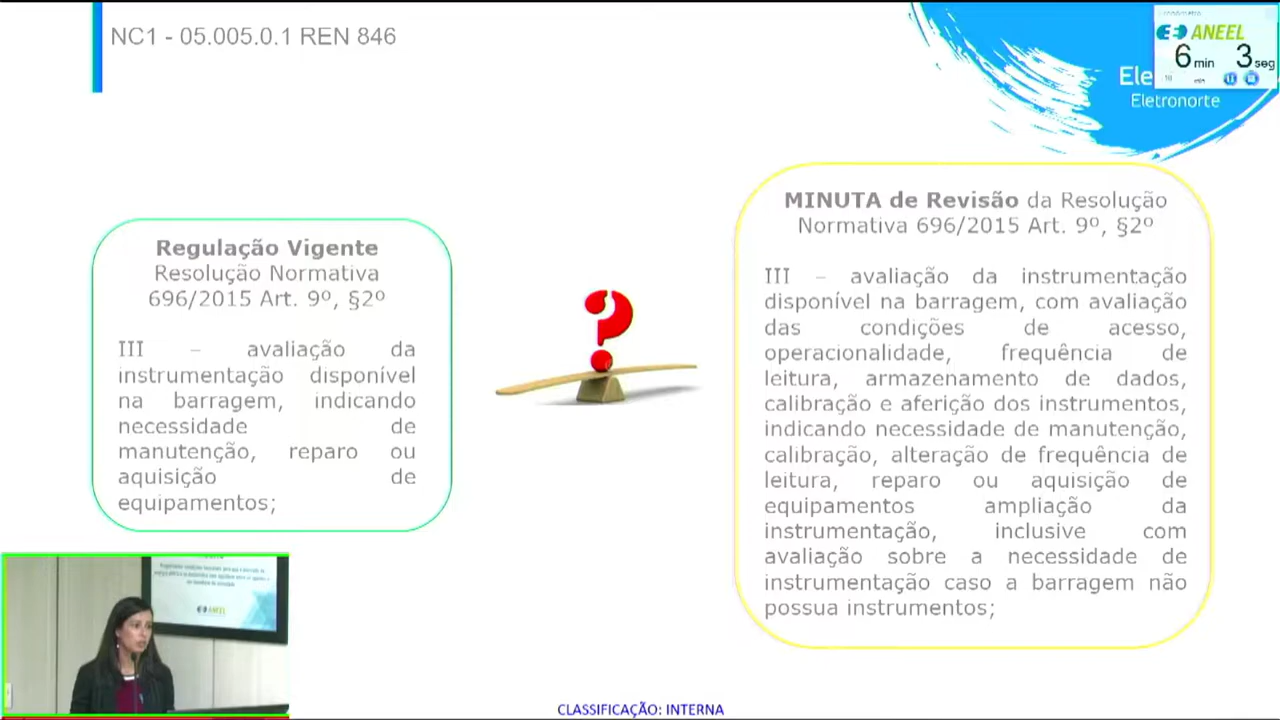 NC1 - 05.005.0.1 REN 846
ANEEL
6 min 3 seg
Ele
Eletronorte
Regulação Vigente
Resolução Normativa
696/2015 Art. 9º, §2º
III – avaliação da
instrumentação disponível
na barragem, indicando
necessidade de
manutenção, reparo ou
aquisição de
equipamentos;
MINUTA de Revisão da Resolução
Normativa 696/2015 Art. 9º, §2º
III – avaliação da instrumentação
disponível na barragem, com avaliação
das condições de acesso,
operacionalidade, frequência de
leitura, armazenamento de dados,
calibração e aferição dos instrumentos,
indicando necessidade de manutenção,
calibração, alteração de frequência de
leitura, reparo ou aquisição de
equipamentos ampliação da
instrumentação, inclusive com
avaliação sobre a necessidade de
instrumentação caso a barragem não
possua instrumentos;
ANEEL
CLASSIFICAÇÃO: INTERNA